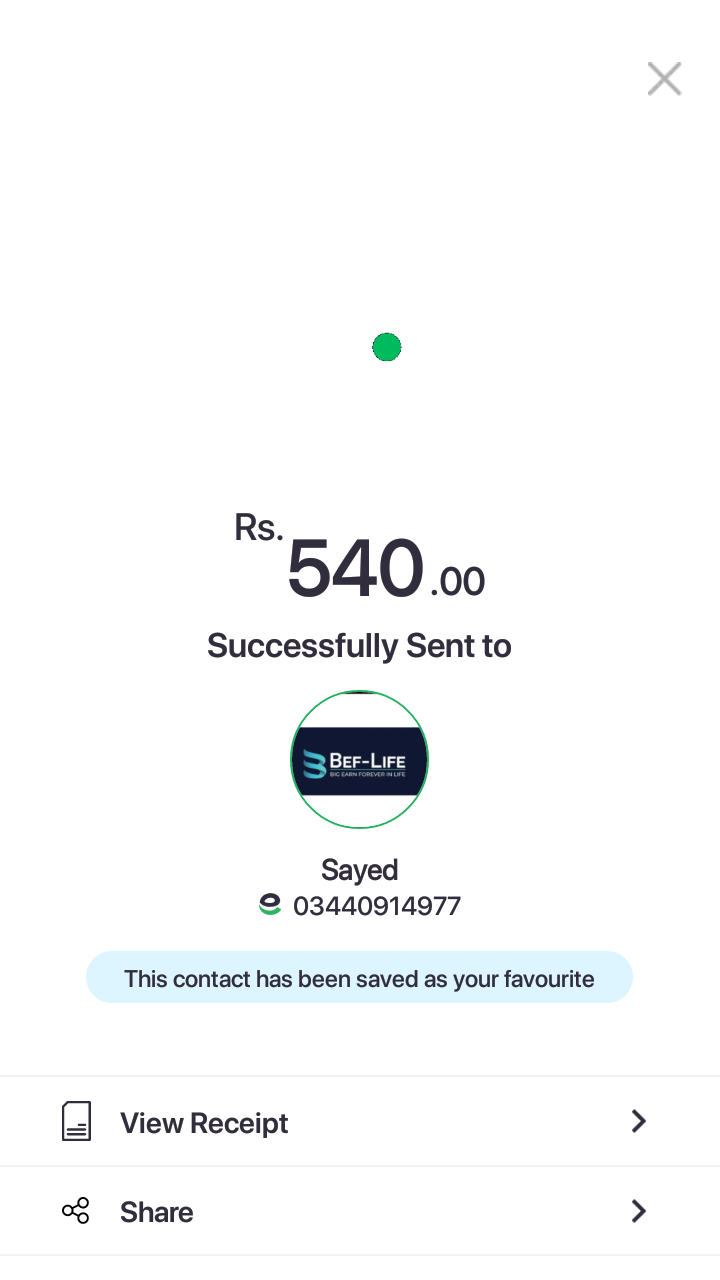 Rs. 540.00
Successfully Sent to
BEF-LIFE
BIG EARN FOREVER IN LIFE
Sayed
03440914977
This contact has been saved as your favourite
View Receipt
Share